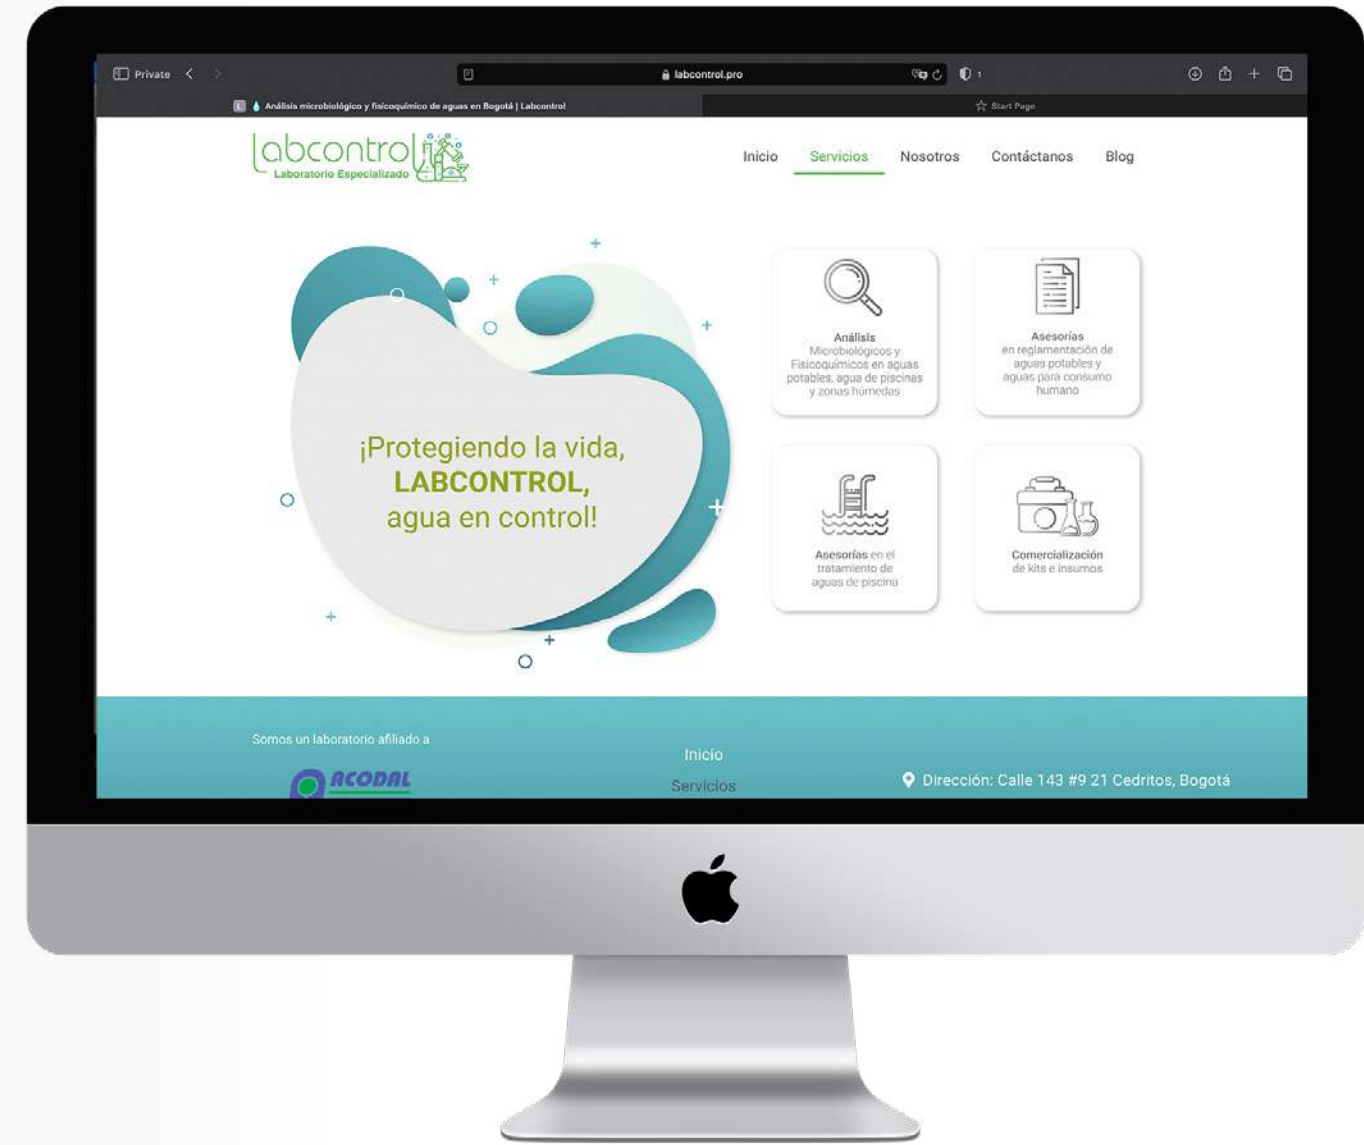 Private
labcontrol.pro
1
Análisis microbiológico y fisicoquímico de aguas en Bogotá | Labcontrol
Start Page
labcontrol
Laboratorio Especializado
Inicio
Servicios
Nosotros
Contáctanos
Blog
¡Protegiendo la vida,
LABCONTROL,
agua en control!
Análisis
Microbiológicos y
Fisicoquímicos en aguas
potables, agua de piscinas
y zonas húmedas
Asesorías
en reglamentación de
aguas potables y
aguas para consumo
humano
Asesorías en el
tratamiento de
aguas de piscina
Comercialización
de kits e insumos
Somos un laboratorio afiliado a
ACODAL
Inicio
Servicios
Dirección: Calle 143 #9 21 Cedritos, Bogotá